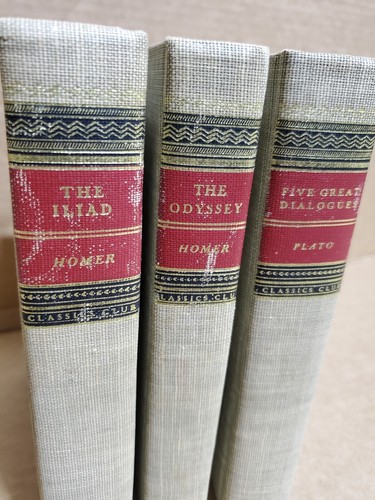 THE
ILIAD
HOMER
CLASSICS CLUB
THE
ODYSSEY
HOMER
CLASSICS CLUB
FIVE GREAT
DIALOGUES
PLATO
CLASSICS CLUB